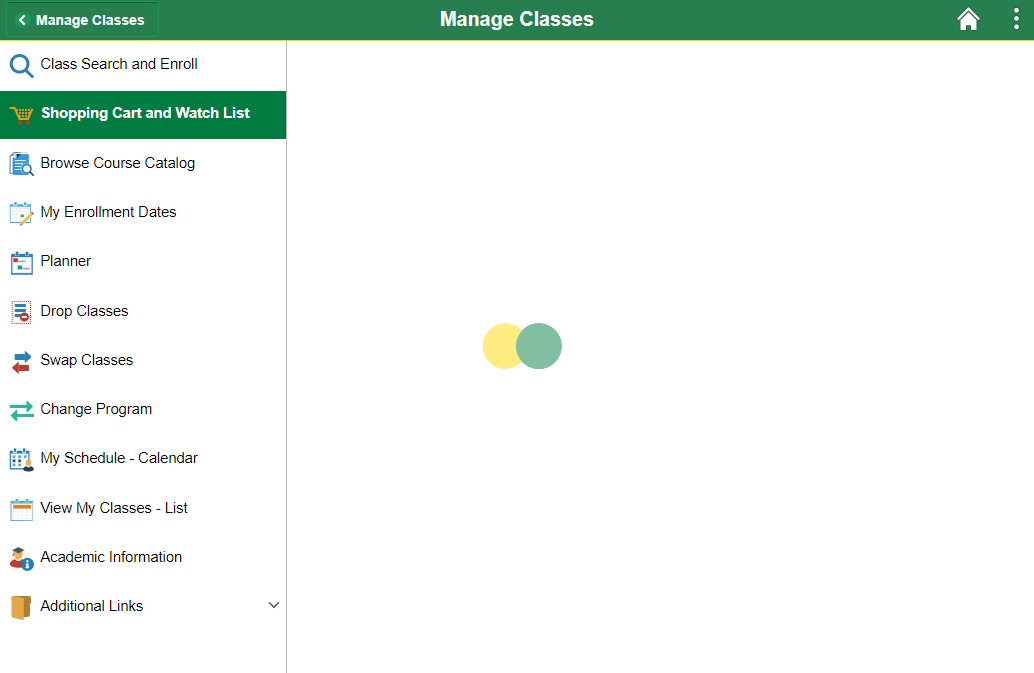 Manage Classes
Manage Classes
Class Search and Enroll
Shopping Cart and Watch List
Browse Course Catalog
My Enrollment Dates
Planner
Drop Classes
Swap Classes
Change Program
My Schedule - Calendar
View My Classes - List
Academic Information
Additional Links